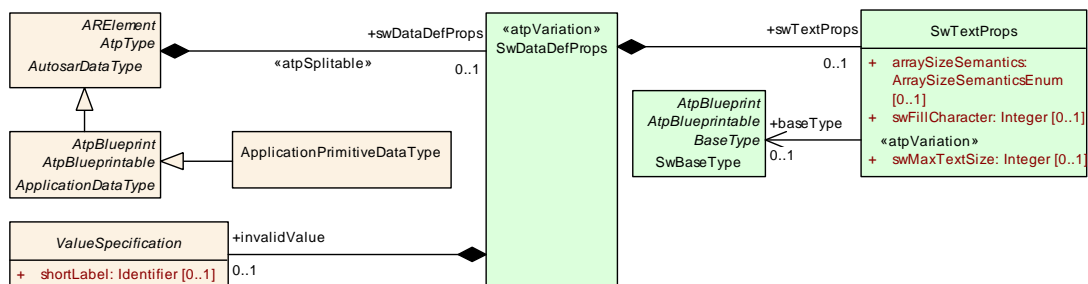 ARElement
AtpType
AutosarDataType
+swDataDefProps
«atpSplitable»
0..1
«atpVariation»
SwDataDefProps
+swTextProps
0..1
SwTextProps
+ arraySizeSemantics:
ArraySizeSemanticsEnum
[0..1]
+ swFillCharacter: Integer [0..1]
«atpVariation»
+ swMaxTextSize: Integer [0..1]
AtpBlueprint
AtpBlueprintable
BaseType
SwBaseType
+baseType
0..1
AtpBlueprint
AtpBlueprintable
ApplicationDataType
ApplicationPrimitiveDataType
ValueSpecification
+ shortLabel: Identifier [0..1]
+invalidValue
0..1